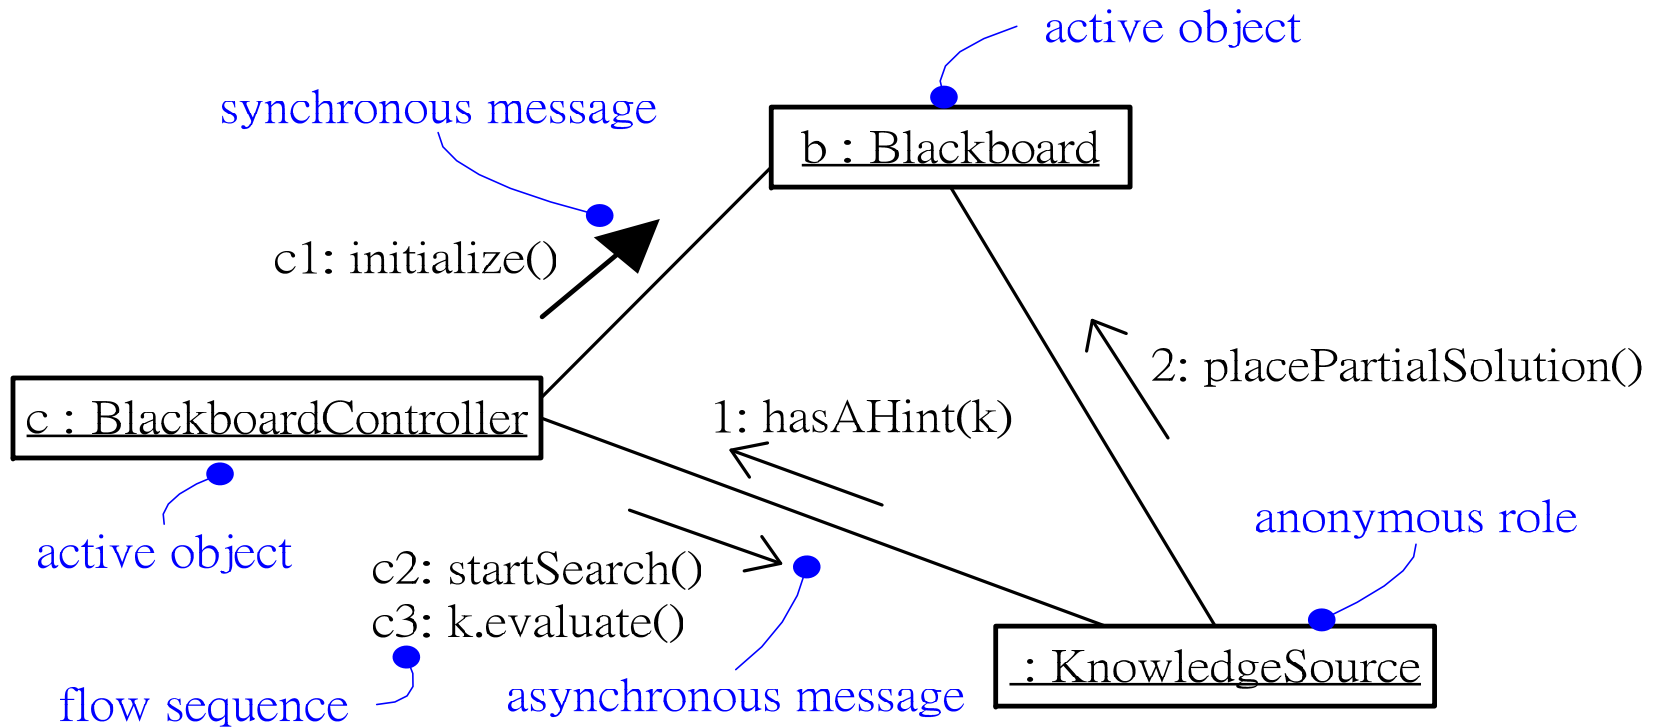 active object
synchronous message
b : Blackboard
c1: initialize()
2: placePartialSolution()
c : BlackboardController
1: hasAHint(k)
anonymous role
active object
c2: startSearch()
c3: k.evaluate()
: KnowledgeSource
flow sequence
asynchronous message